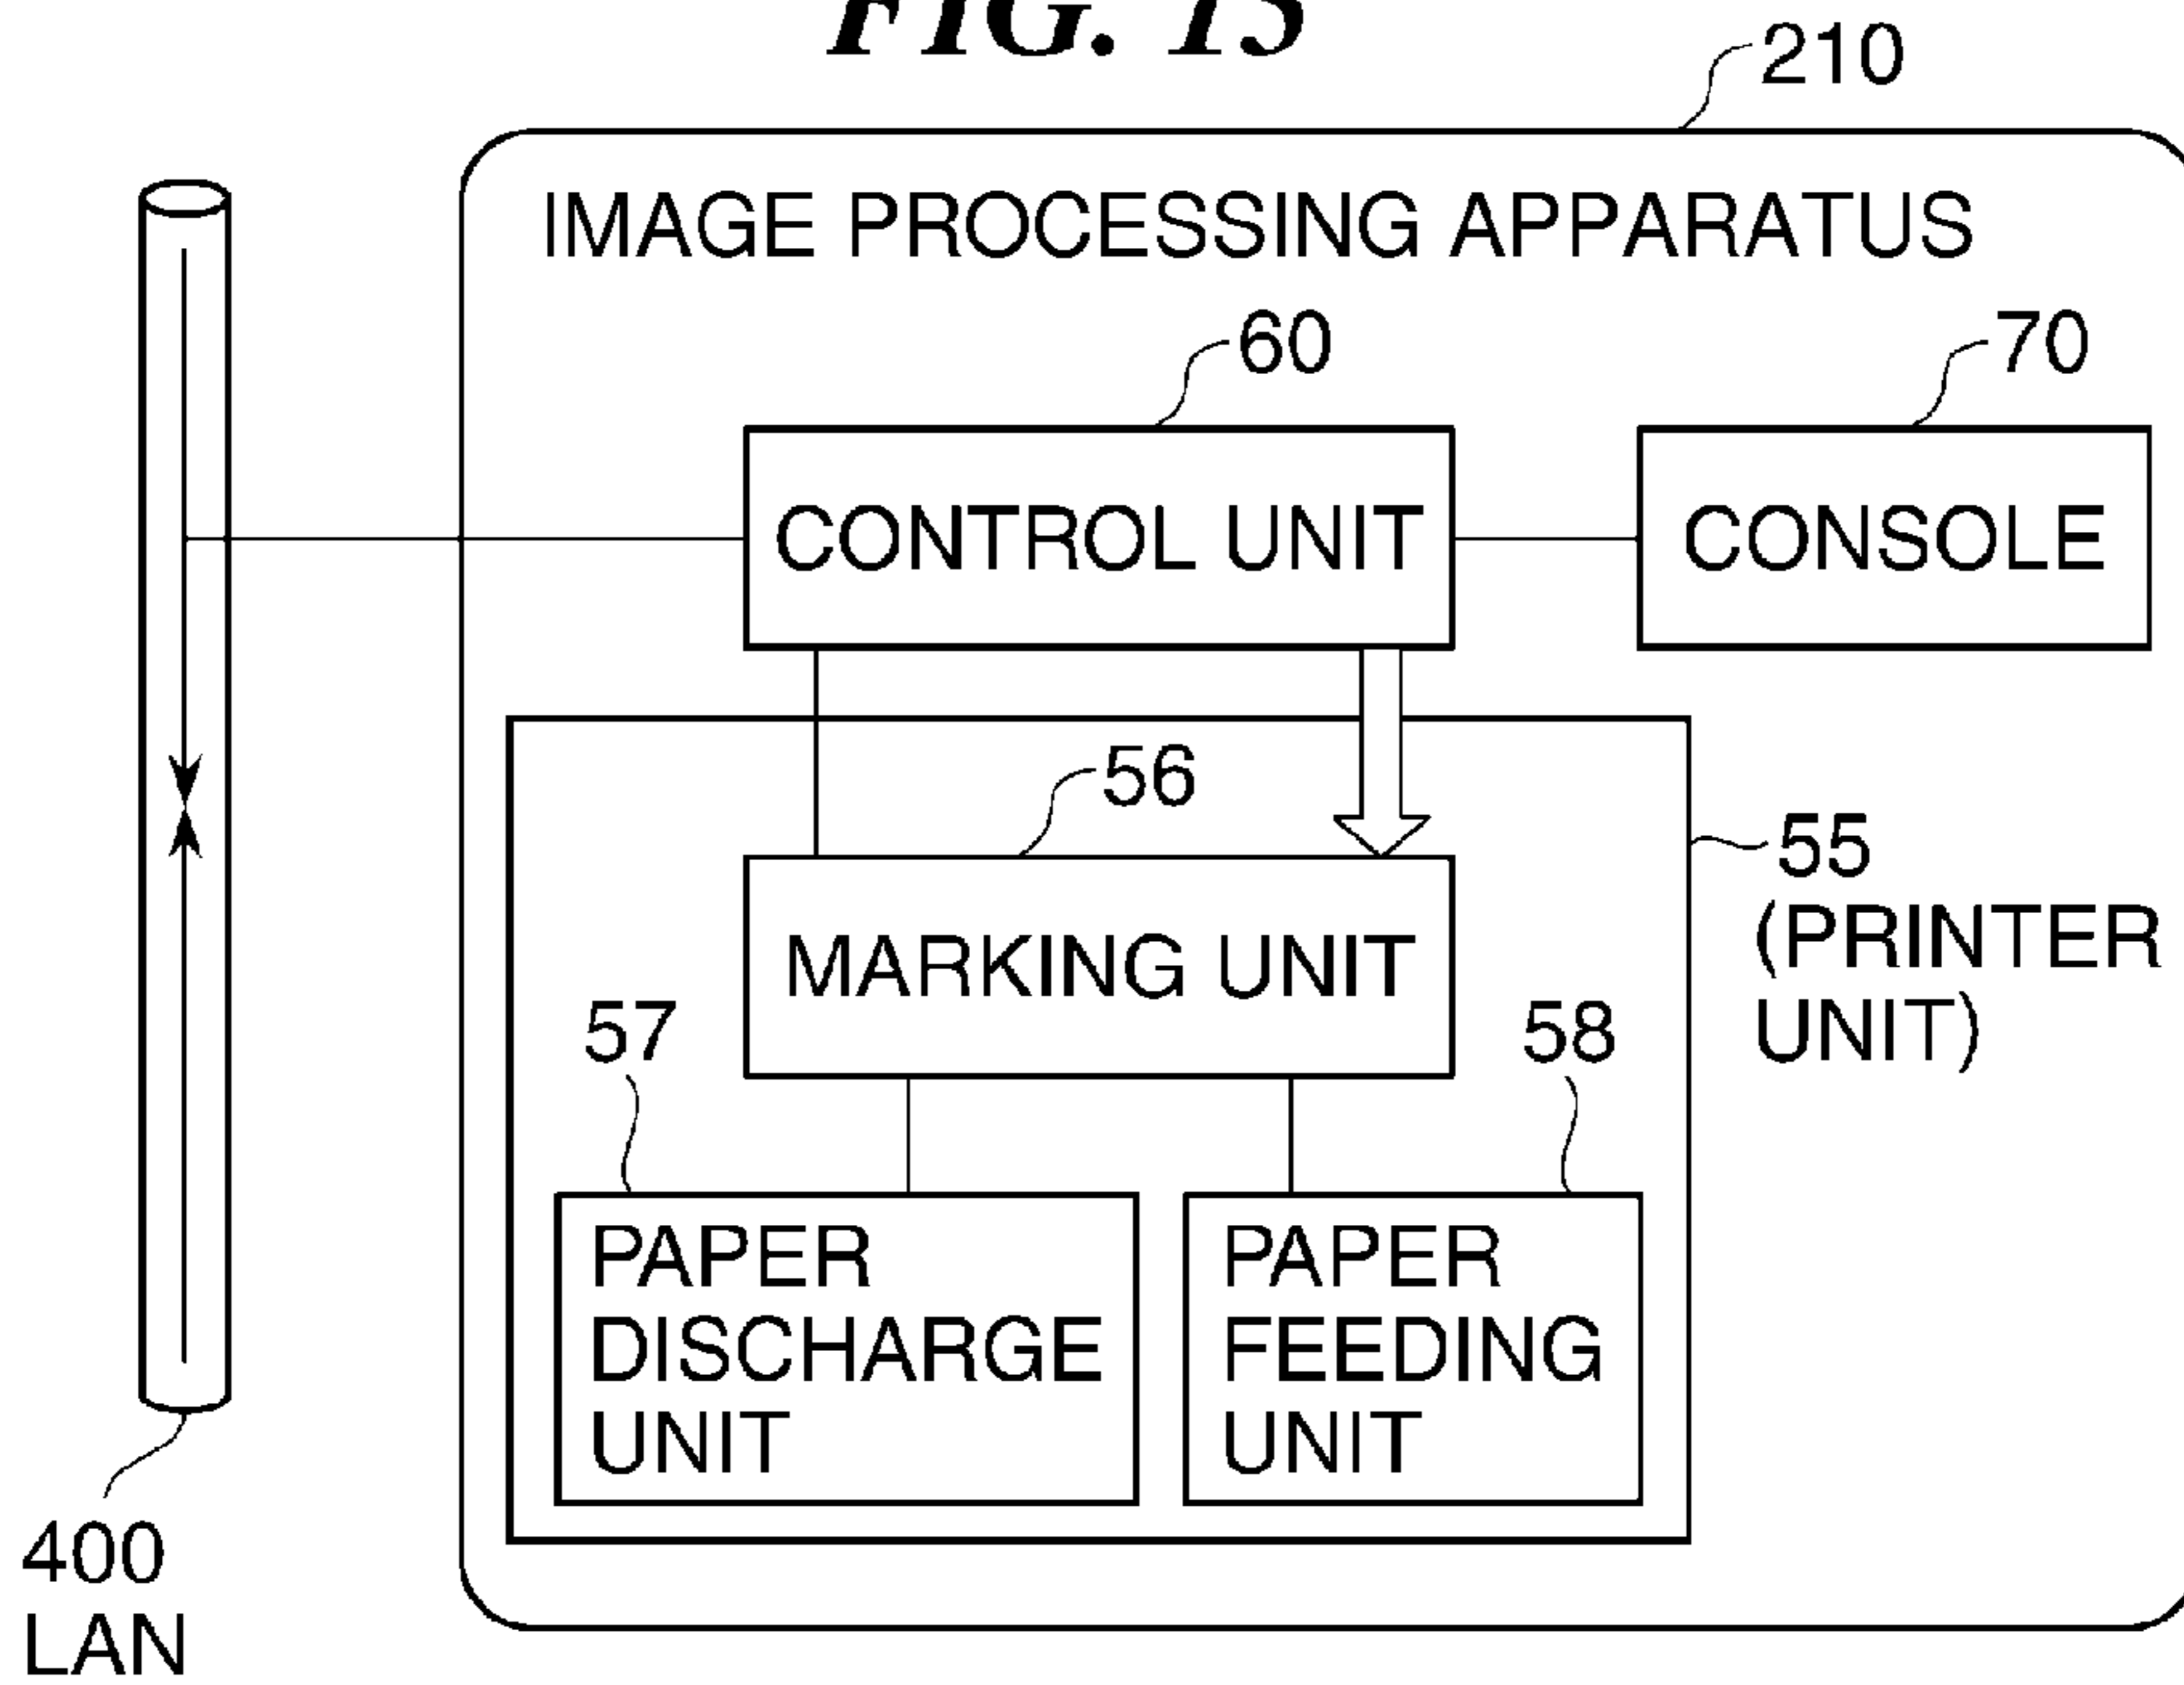 FIG. 13
210
IMAGE PROCESSING APPARATUS
60
70
CONTROL UNIT
CONSOLE
56
55
(PRINTER
UNIT)
MARKING UNIT
57
58
PAPER
DISCHARGE
UNIT
PAPER
FEEDING
UNIT
400
LAN